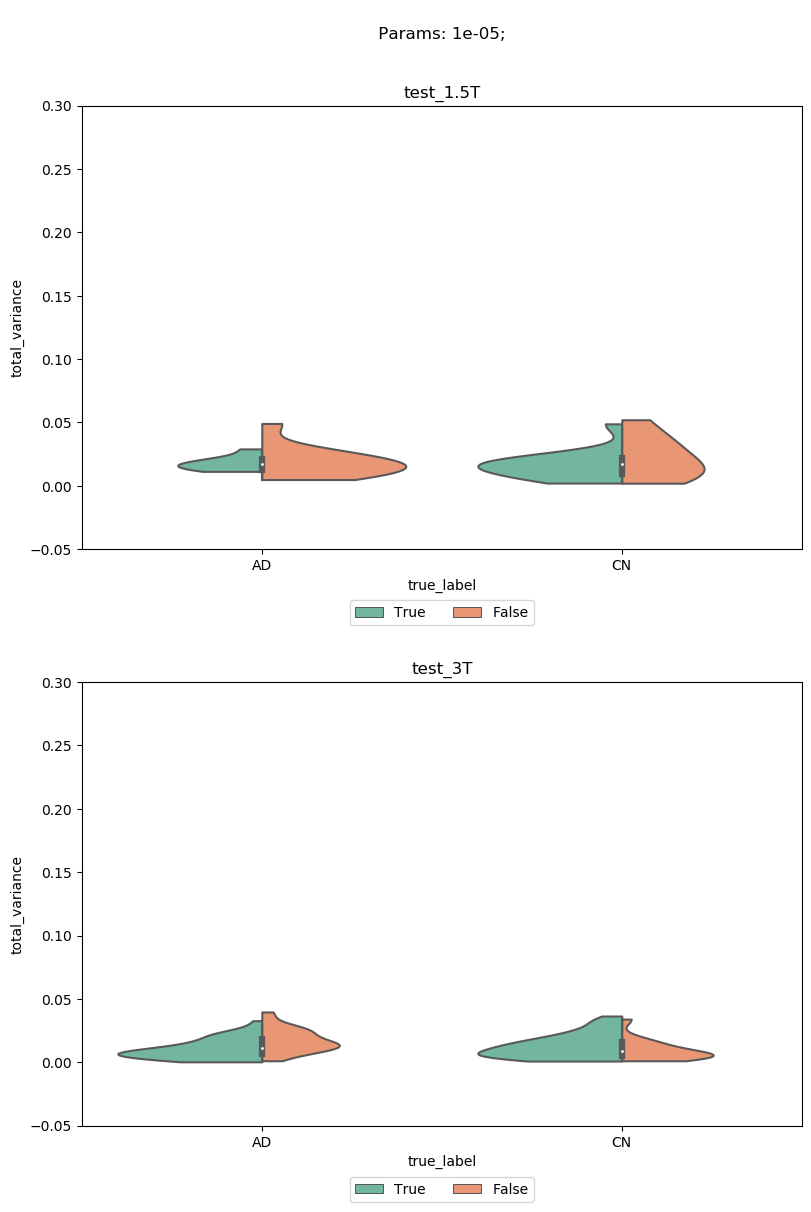 Params: 1e-05;
test_1.5T
0.30
0.25
0.20
0.15
0.10
0.05
0.00
−0.05
total_variance
AD
CN
true_label
True
False
test_3T
0.30
0.25
0.20
0.15
0.10
0.05
0.00
−0.05
total_variance
AD
CN
true_label
True
False